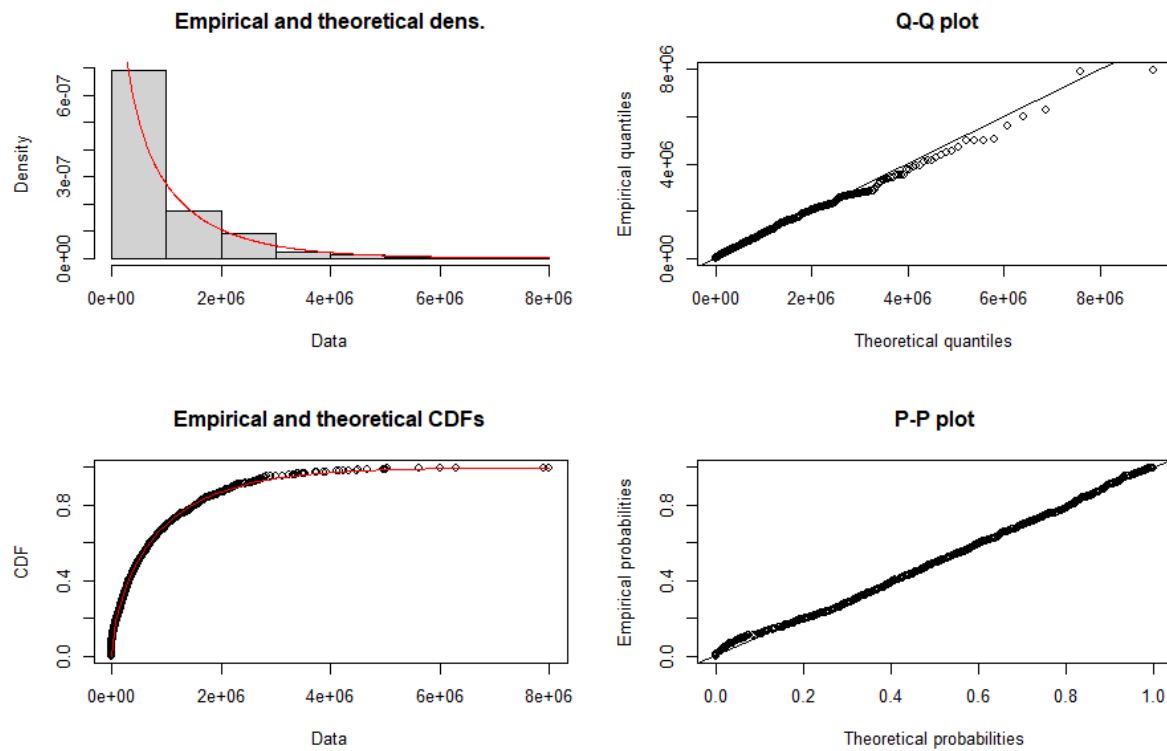 Empirical and theoretical dens.
Density
6e-07
3e-07
0e+00
0e+00 2e+06 4e+06 6e+06 8e+06
Data
Q-Q plot
Empirical quantiles
8e+06
4e+06
0e+00
0e+00 2e+06 4e+06 6e+06 8e+06
Theoretical quantiles
Empirical and theoretical CDFs
CDF
0.8
0.4
0.0
0e+00 2e+06 4e+06 6e+06 8e+06
Data
P-P plot
Empirical probabilities
0.8
0.4
0.0
0.0 0.2 0.4 0.6 0.8 1.0
Theoretical probabilities